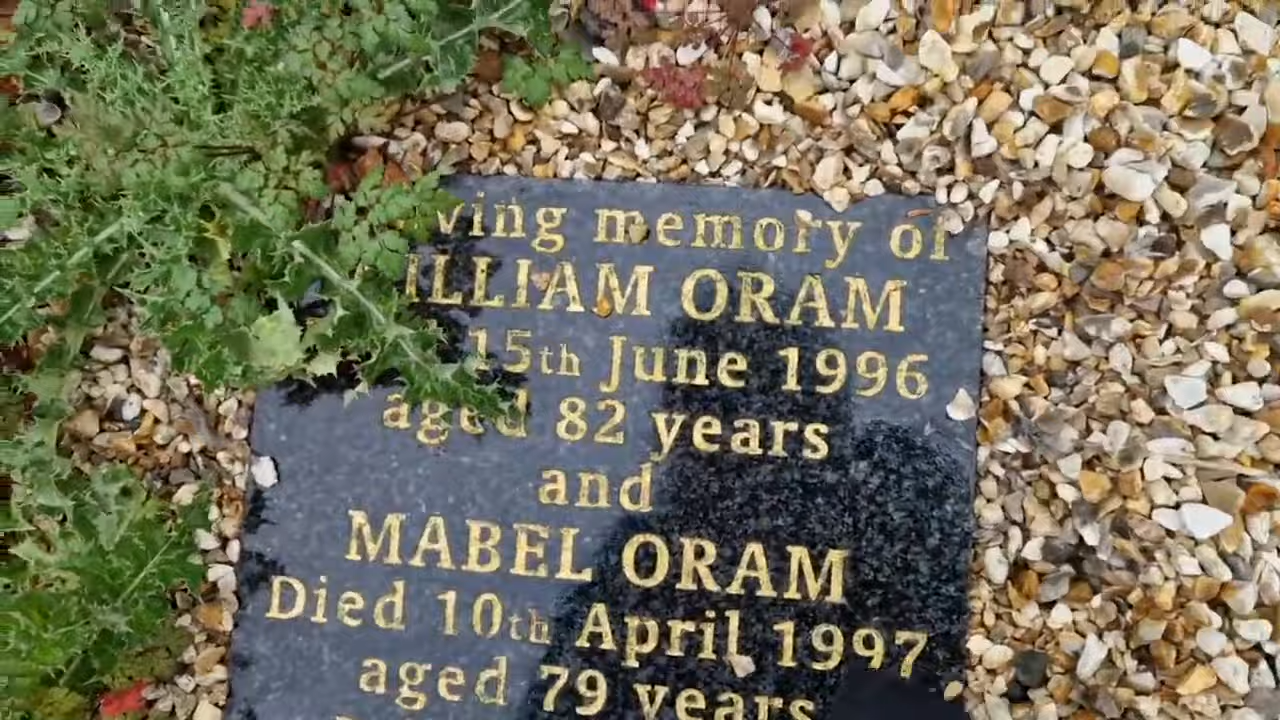 ving memory of
ILLIAM ORAM
15th June 1996
aged 82 years
and
MABEL ORAM
Died 10th April 1997
aged 79 years